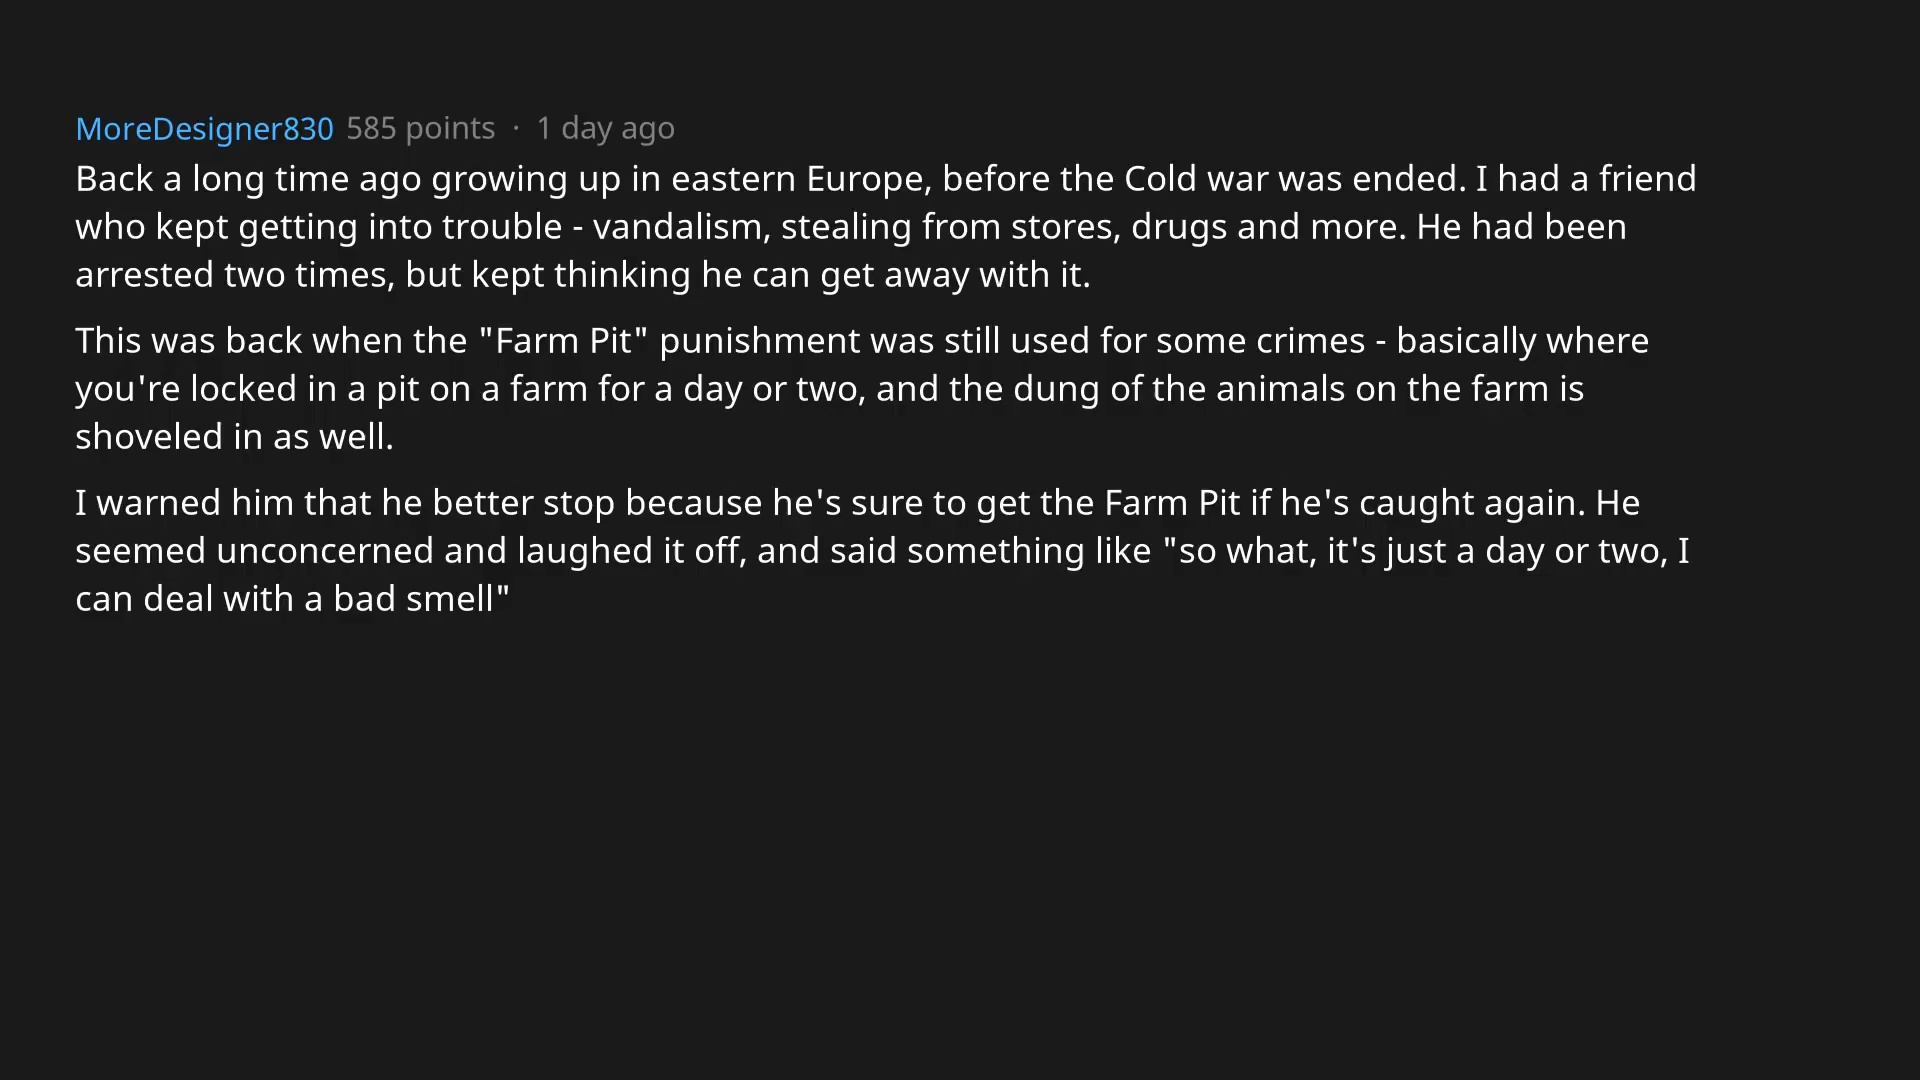 MoreDesigner830 585 points · 1 day ago
Back a long time ago growing up in eastern Europe, before the Cold war was ended. I had a friend
who kept getting into trouble - vandalism, stealing from stores, drugs and more. He had been
arrested two times, but kept thinking he can get away with it.
This was back when the "Farm Pit" punishment was still used for some crimes - basically where
you're locked in a pit on a farm for a day or two, and the dung of the animals on the farm is
shoveled in as well.
I warned him that he better stop because he's sure to get the Farm Pit if he's caught again. He
seemed unconcerned and laughed it off, and said something like "so what, it's just a day or two, I
can deal with a bad smell"